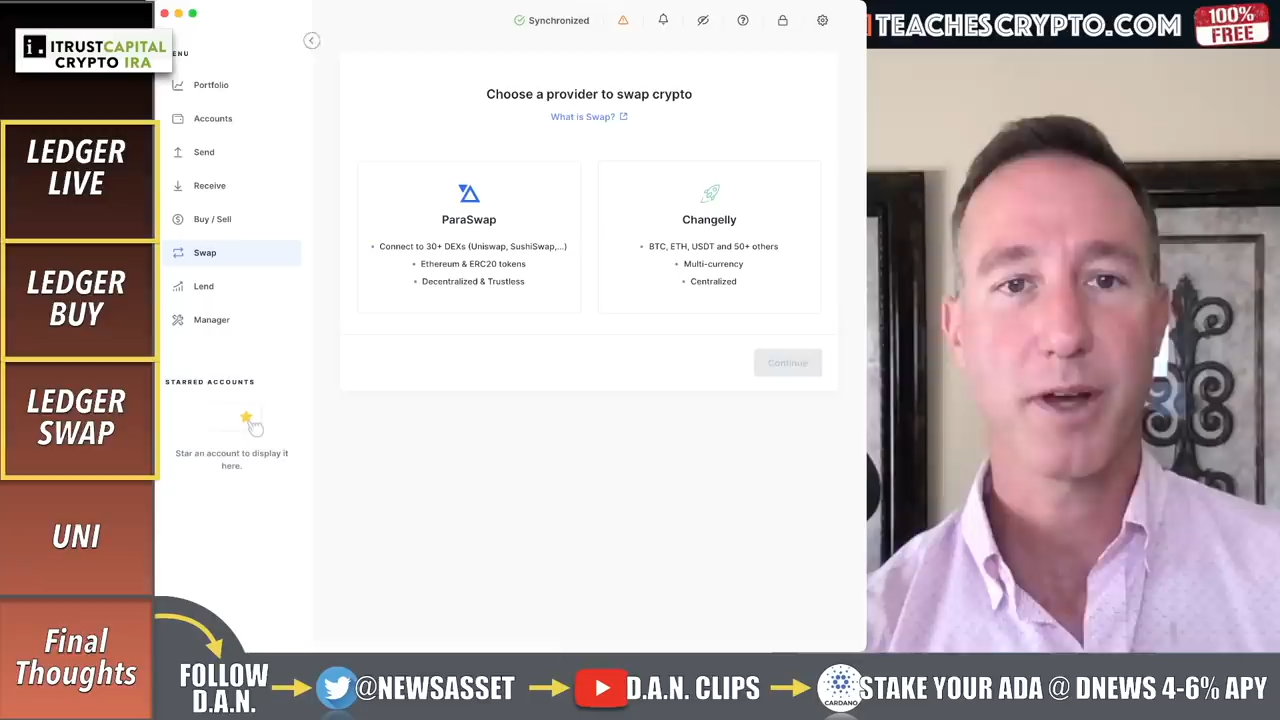 i. ITRUSTCAPITAL
CRYPTO IRA
LEDGER
LIVE
LEDGER
BUY
LEDGER
SWAP
UNI
Final
Thoughts
ENU
Portfolio
Accounts
Send
Receive
Buy / Sell
Swap
Lend
Manager
STARRED ACCOUNTS
Star an account to display it
here.
Synchronized
Choose a provider to swap crypto
What is Swap?
ParaSwap
• Connect to 30+ DEXs (Uniswap, SushiSwap,...)
• Ethereum & ERC20 tokens
• Decentralized & Trustless
Changelly
• BTC, ETH, USDT and 50+ others
• Multi-currency
• Centralized
Continue
TEACHESCRYPTO.COM
100%
FREE
FOLLOW
D.A.N.
@NEWSASSET
D.A.N. CLIPS
CARDANO
STAKE YOUR ADA @ DNEWS 4-6% APY